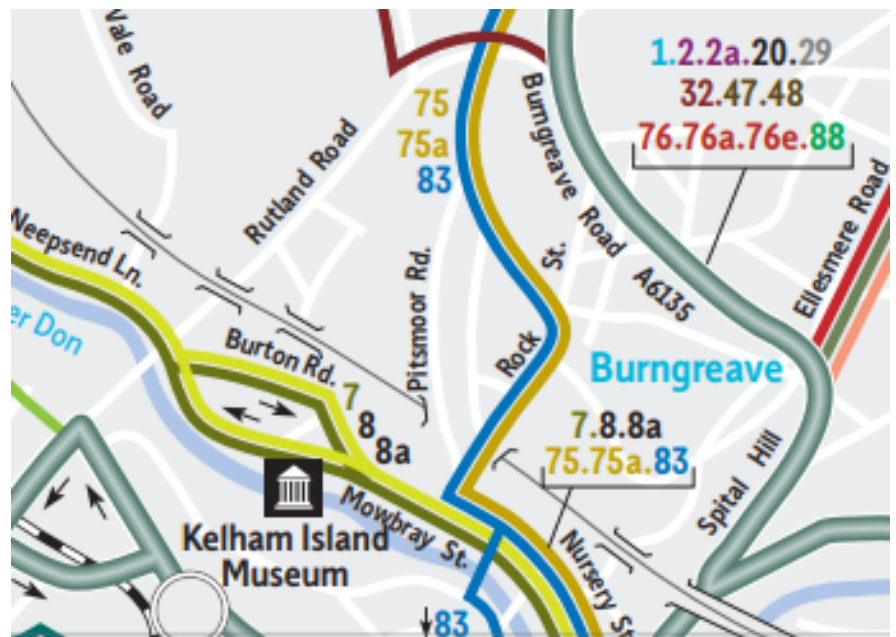 Vale Road
1.2.2a.20.29
32.47.48
76.76a.76e.88
75
75a
83
Burngreave Road A6135
Rutland Road
Ellesmere Road
Neepsend Ln.
er Don
Pitsmoor Rd.
Rock St.
Burton Rd.
Burngreave
7
8
8a
7.8.8a
75.75a.83
Spital Hill
Mowbray St.
Kelham Island
Museum
Nursery St
83